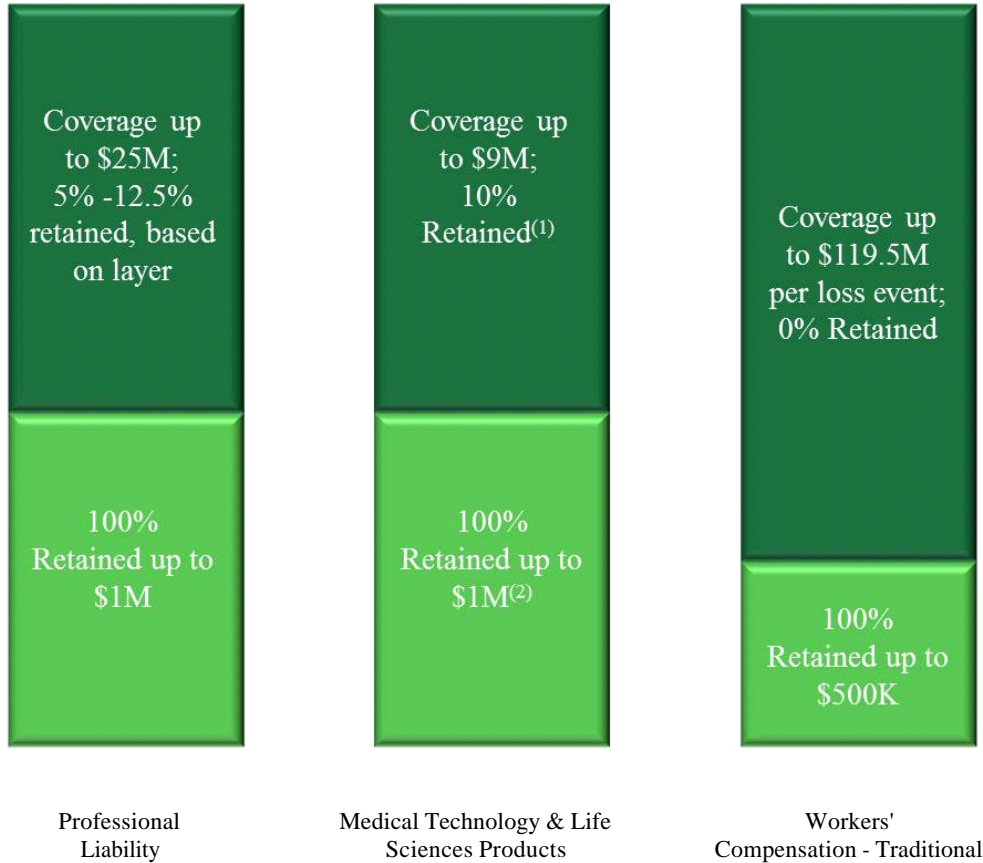 Coverage up
to $25M;
5% -12.5%
retained, based
on layer
100%
Retained up to
$1M
Professional
Liability
Coverage up
to $9M;
10%
Retained(1)
100%
Retained up to
$1M(2)
Medical Technology & Life
Sciences Products
Coverage up
to $119.5M
per loss event;
0% Retained
100%
Retained up to
$500K
Workers'
Compensation - Traditional